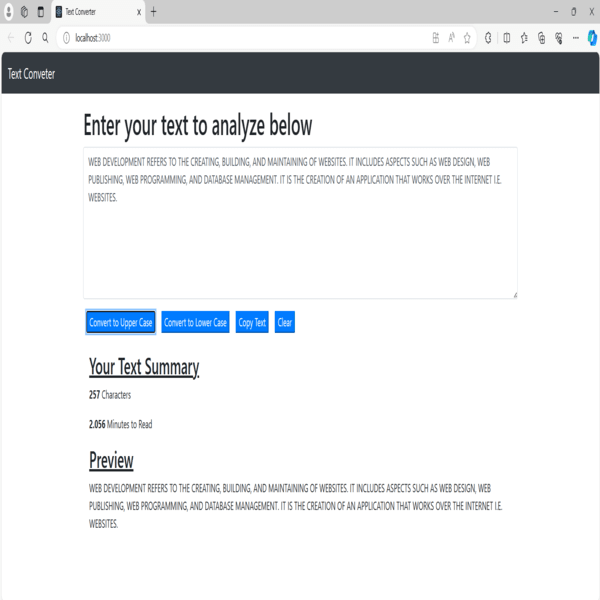 Text Converter
localhost:3000
Text Conveter
Enter your text to analyze below
WEB DEVELOPMENT REFERS TO THE CREATING, BUILDING, AND MAINTAINING OF WEBSITES. IT INCLUDES ASPECTS SUCH AS WEB DESIGN, WEB
PUBLISHING, WEB PROGRAMMING, AND DATABASE MANAGEMENT. IT IS THE CREATION OF AN APPLICATION THAT WORKS OVER THE INTERNET I.E.
WEBSITES.
Convert to Upper Case Convert to Lower Case Copy Text Clear
Your Text Summary
257 Characters
2.056 Minutes to Read
Preview
WEB DEVELOPMENT REFERS TO THE CREATING, BUILDING, AND MAINTAINING OF WEBSITES. IT INCLUDES ASPECTS SUCH AS WEB DESIGN, WEB
PUBLISHING, WEB PROGRAMMING, AND DATABASE MANAGEMENT. IT IS THE CREATION OF AN APPLICATION THAT WORKS OVER THE INTERNET I.E.
WEBSITES.